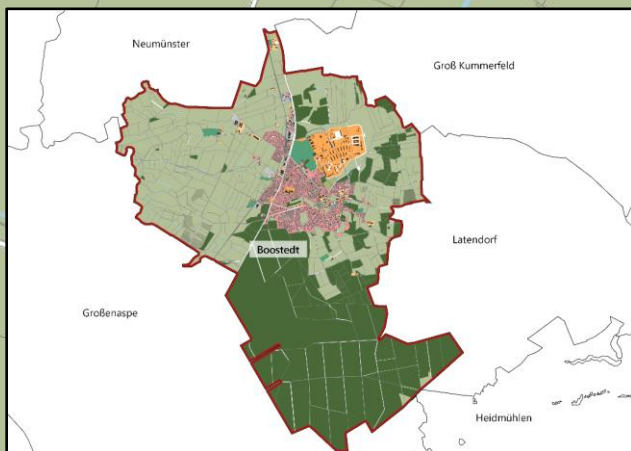 Neumünster
Groß Kummerfeld
Boostedt
Latendorf
Großenaspe
Heidmühlen